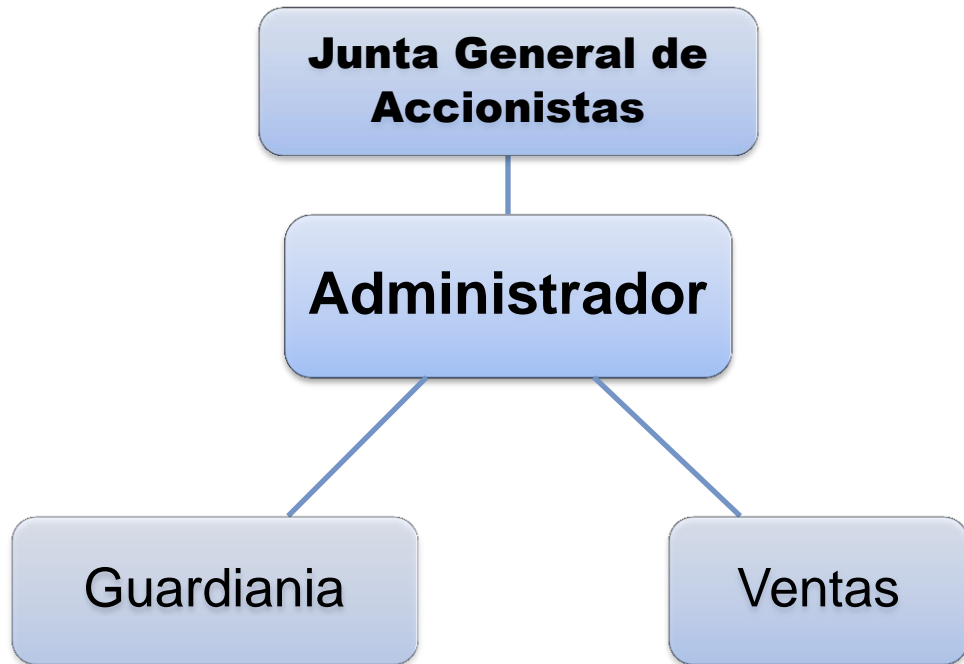 Junta General de
Accionistas
Administrador
Guardiania
Ventas